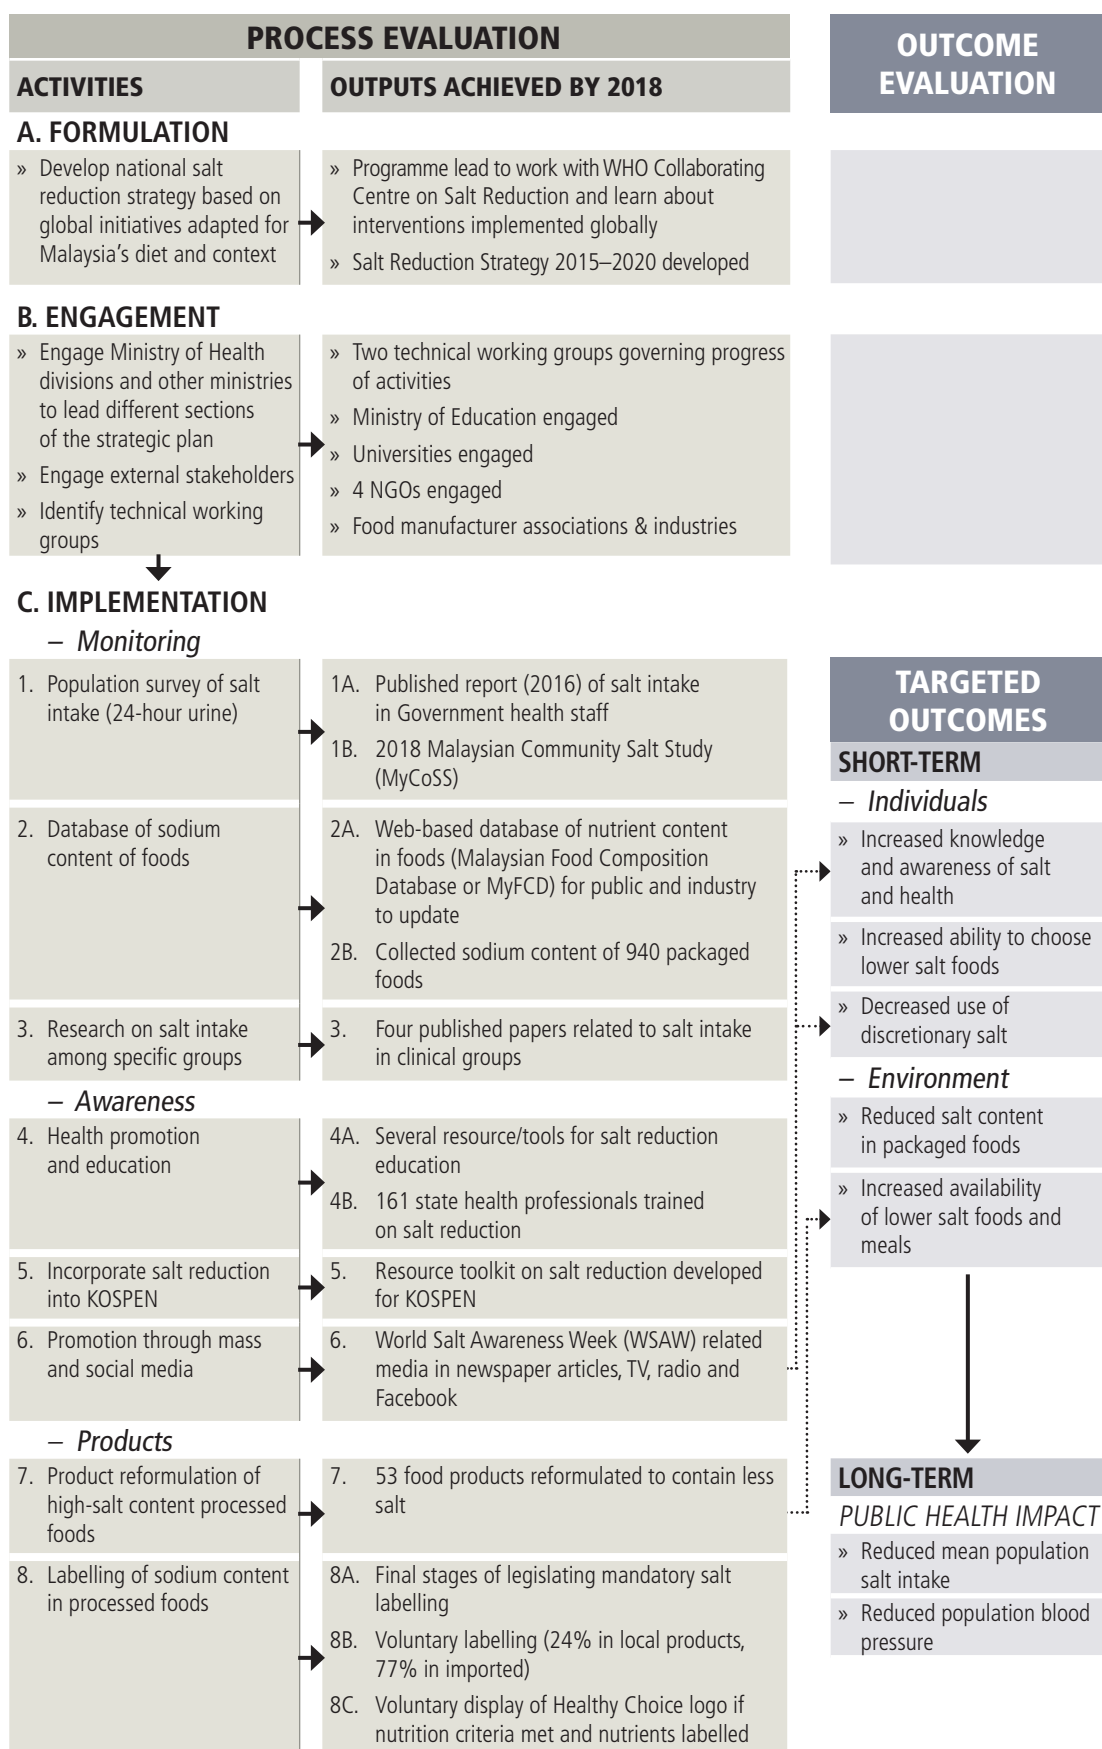 PROCESS EVALUATION
ACTIVITIES
OUTPUTS ACHIEVED BY 2018
OUTCOME
EVALUATION
A. FORMULATION
» Develop national salt
reduction strategy based on
global initiatives adapted for
Malaysia's diet and context
» Programme lead to work with WHO Collaborating
Centre on Salt Reduction and learn about
interventions implemented globally
» Salt Reduction Strategy 2015–2020 developed
B. ENGAGEMENT
» Engage Ministry of Health
divisions and other ministries
to lead different sections
of the strategic plan
» Engage external stakeholders
» Identify technical working
groups
» Two technical working groups governing progress
of activities
» Ministry of Education engaged
» Universities engaged
» 4 NGOs engaged
» Food manufacturer associations & industries
C. IMPLEMENTATION
– Monitoring
1. Population survey of salt
intake (24-hour urine)
1A. Published report (2016) of salt intake
in Government health staff
1B. 2018 Malaysian Community Salt Study
(MyCoSS)
2. Database of sodium
content of foods
2A. Web-based database of nutrient content
in foods (Malaysian Food Composition
Database or MyFCD) for public and industry
to update
2B. Collected sodium content of 940 packaged
foods
3. Research on salt intake
among specific groups
3. Four published papers related to salt intake
in clinical groups
– Awareness
4. Health promotion
and education
4A. Several resource/tools for salt reduction
education
4B. 161 state health professionals trained
on salt reduction
5. Incorporate salt reduction
into KOSPEN
5. Resource toolkit on salt reduction developed
for KOSPEN
6. Promotion through mass
and social media
6. World Salt Awareness Week (WSAW) related
media in newspaper articles, TV, radio and
Facebook
– Products
7. Product reformulation of
high-salt content processed
foods
7. 53 food products reformulated to contain less
salt
8. Labelling of sodium content
in processed foods
8A. Final stages of legislating mandatory salt
labelling
8B. Voluntary labelling (24% in local products,
77% in imported)
8C. Voluntary display of Healthy Choice logo if
nutrition criteria met and nutrients labelled
TARGETED
OUTCOMES
SHORT-TERM
– Individuals
» Increased knowledge
and awareness of salt
and health
» Increased ability to choose
lower salt foods
» Decreased use of
discretionary salt
– Environment
» Reduced salt content
in packaged foods
» Increased availability
of lower salt foods and
meals
LONG-TERM
PUBLIC HEALTH IMPACT
» Reduced mean population
salt intake
» Reduced population blood
pressure